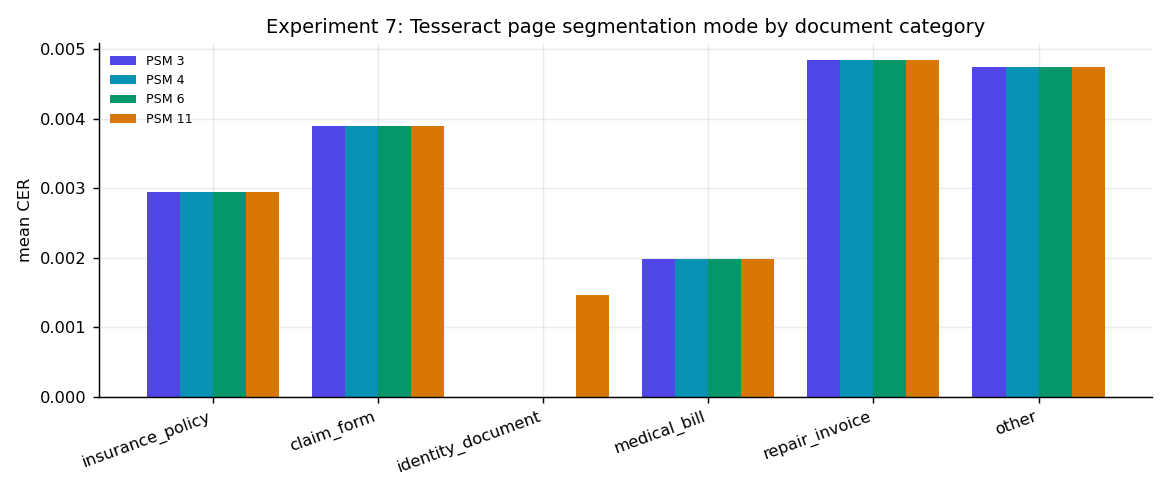 Experiment 7: Tesseract page segmentation mode by document category
PSM 3
PSM 4
PSM 6
PSM 11
mean CER
0.005
0.004
0.003
0.002
0.001
0.000
insurance_policy
claim_form
identity_document
medical_bill
repair_invoice
other